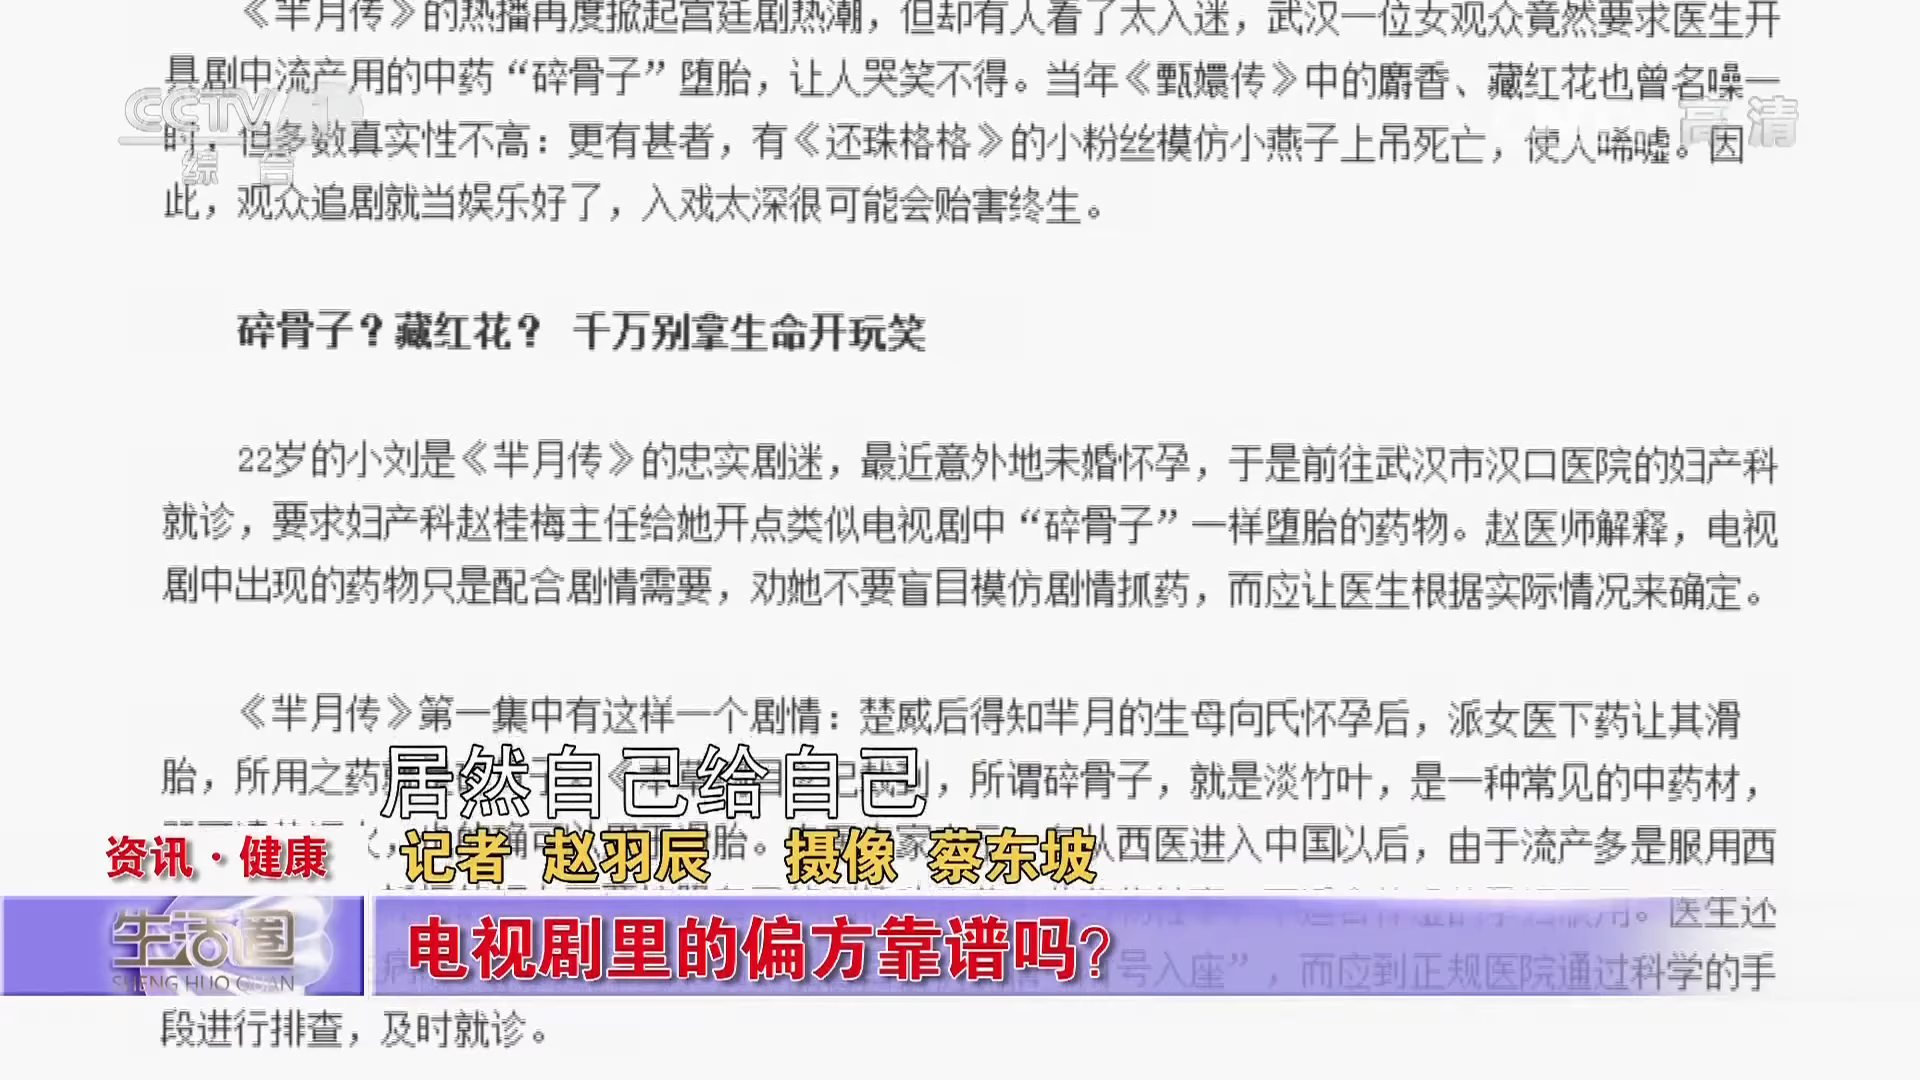 《芈月传》的热播再度掀起宫廷剧热潮，但却有人看了太入迷，武汉一位女观众竟然要求医生开
具剧中流产用的中药“碎骨子”堕胎，让人哭笑不得。当年《甄嬛传》中的麝香、藏红花也曾名噪一
CCTV 1
综合
高清
时，但多数真实性不高：更有甚者，有《还珠格格》的小粉丝模仿小燕子上吊死亡，使人唏嘘。因
此，观众追剧就当娱乐好了，入戏太深很可能会贻害终生。
碎骨子？藏红花？ 千万别拿生命开玩笑
22岁的小刘是《芈月传》的忠实剧迷，最近意外地未婚怀孕，于是前往武汉市汉口医院的妇产科
就诊，要求妇产科赵桂梅主任给她开点类似电视剧中“碎骨子”一样堕胎的药物。赵医师解释，电视
剧中出现的药物只是配合剧情需要，劝她不要盲目模仿剧情抓药，而应让医生根据实际情况来确定。
《芈月传》第一集中有这样一个剧情：楚威后得知芈月的生母向氏怀孕后，派女医下药让其滑
胎，所用之药
，所谓碎骨子，就是淡竹叶，是一种常见的中药材，
居然自己给自己
胎。
从西医进入中国以后，由于流产多是服用西
资讯·健康
记者 赵羽辰 摄像 蔡东坡
。医生还
生活圈
SHENG HUO QUAN
电视剧里的偏方靠谱吗?
号入座”，而应到正规医院通过科学的手
段进行排查，及时就诊。